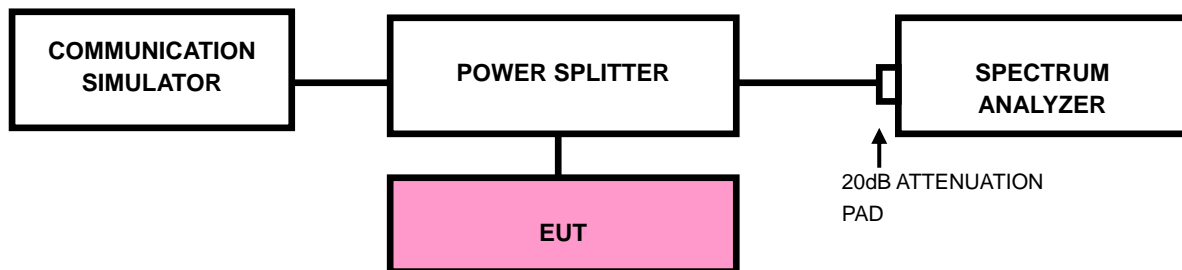 COMMUNICATION
SIMULATOR
POWER SPLITTER
SPECTRUM
ANALYZER
20dB ATTENUATION
PAD
EUT